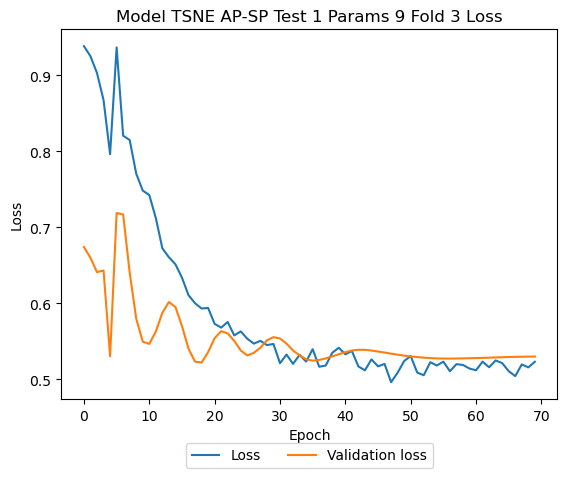 Model TSNE AP-SP Test 1 Params 9 Fold 3 Loss
Loss
0.9
0.8
0.7
0.6
0.5
0 10 20 30 40 50 60 70
Epoch
Loss Validation loss